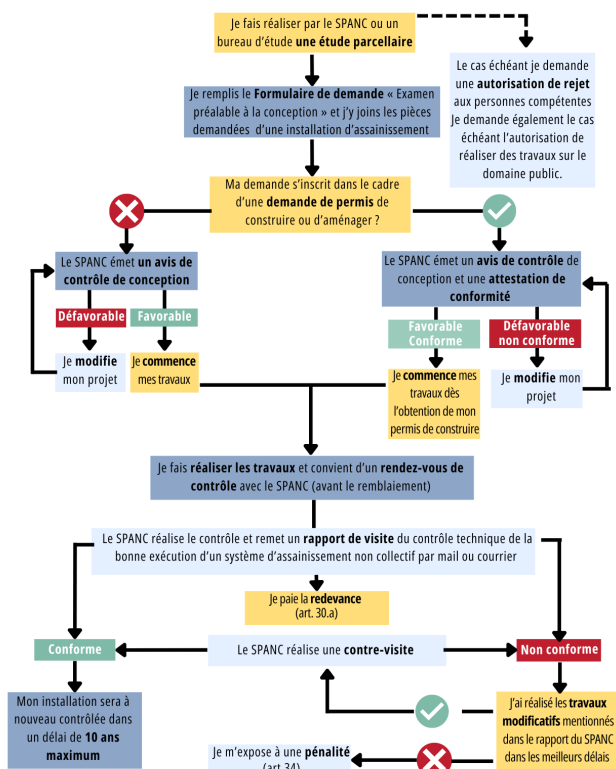 Je fais réaliser par le SPANC ou un
bureau d'étude une étude parcellaire
Le cas échéant je demande
une autorisation de rejet
aux personnes compétentes
Je demande également le cas
échéant l'autorisation de
réaliser des travaux sur le
domaine public.
Je remplis le Formulaire de demande « Examen
préalable à la conception » et j'y joins les pièces
demandées d'une installation d'assainissement
Ma demande s'inscrit dans le cadre
d'une demande de permis de
construire ou d'aménager ?
Le SPANC émet un avis de
contrôle de conception
Défavorable
Favorable
Je modifie
mon projet
Je commence
mes travaux
Le SPANC émet un avis de contrôle de
conception et une attestation de
conformité
Favorable
Conforme
Défavorable
non conforme
Je commence mes
travaux dès
l'obtention de mon
permis de construire
Je modifie mon
projet
Je fais réaliser les travaux et convient d'un rendez-vous de
contrôle avec le SPANC (avant le remblaiement)
Le SPANC réalise le contrôle et remet un rapport de visite du contrôle technique de la
bonne exécution d'un système d'assainissement non collectif par mail ou courrier
Je paie la redevance
(art. 30.a)
Conforme
Le SPANC réalise une contre-visite
Non conforme
Mon installation sera à
nouveau contrôlée dans
un délai de 10 ans
maximum
J'ai réalisé les travaux
modificatifs mentionnés
dans le rapport du SPANC
dans les meilleurs délais.
Je m'expose à une pénalité
(art 34)